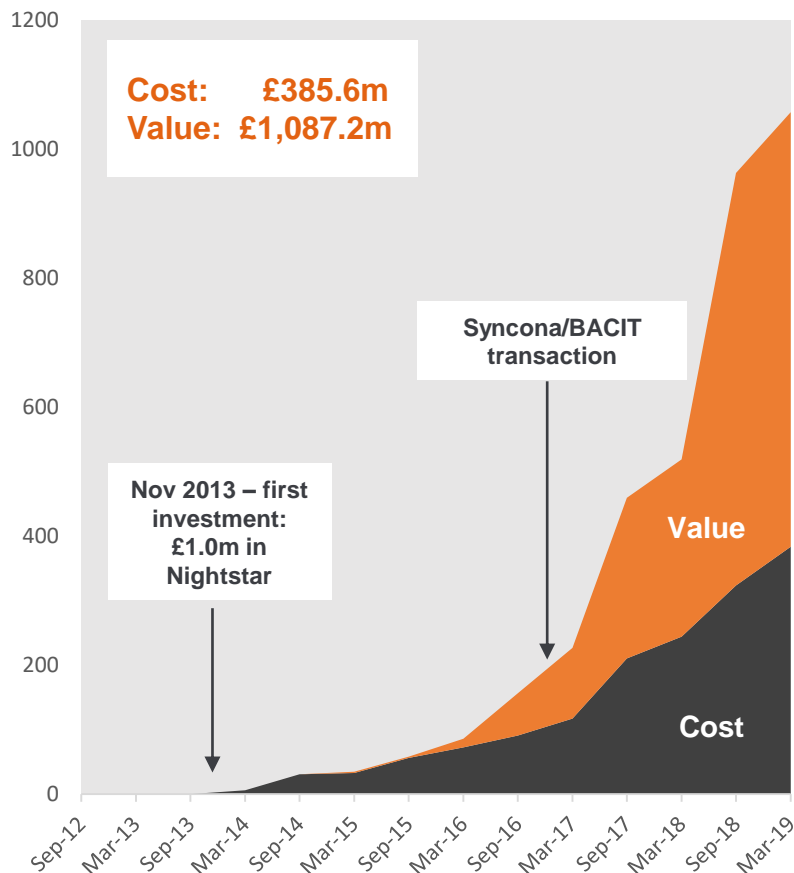 1200
1000
800
600
400
200
0
Cost: £385.6m
Value: £1,087.2m
Syncona/BACIT
transaction
Nov 2013 – first
investment:
£1.0m in
Nightstar
Value
Cost
Sep-12
Mar-13
Sep-13
Mar-14
Sep-14
Mar-15
Sep-15
Mar-16
Sep-16
Mar-17
Sep-17
Mar-18
Sep-18
Mar-19